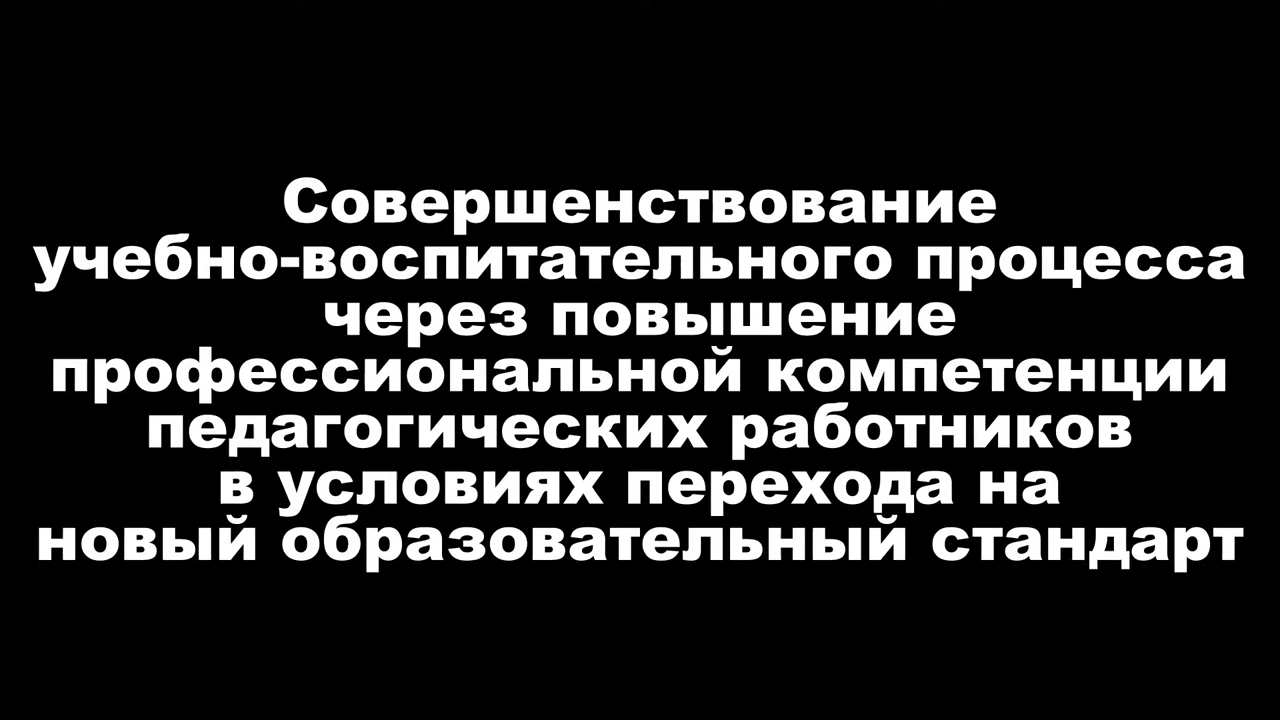 Совершенствование
учебно-воспитательного процесса
через повышение
профессиональной компетенции
педагогических работников
в условиях перехода на
новый образовательный стандарт